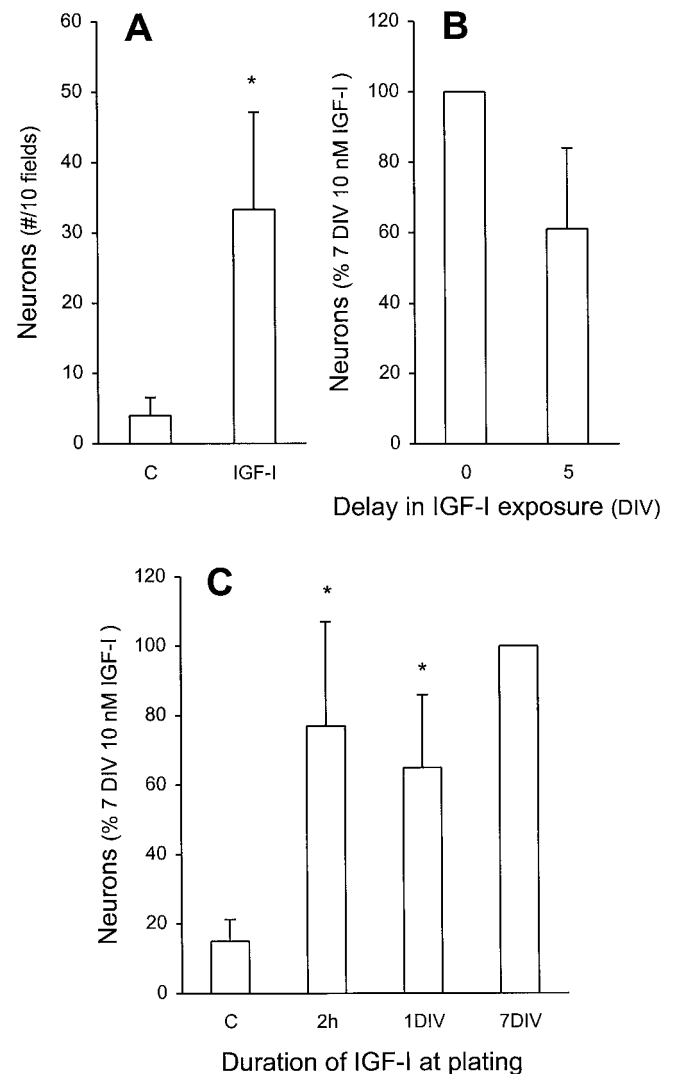 A
Neurons (#/10 fields)
60
50
40
30
20
10
0
*
C IGF-I
B
Neurons (% 7 DIV 10 nM IGF-I )
120
100
80
60
40
20
0
0 5
Delay in IGF-I exposure (DIV)
C
Neurons (% 7 DIV 10 nM IGF-I )
120
100
80
60
40
20
0
*
*
C 2h 1DIV 7DIV
Duration of IGF-I at plating